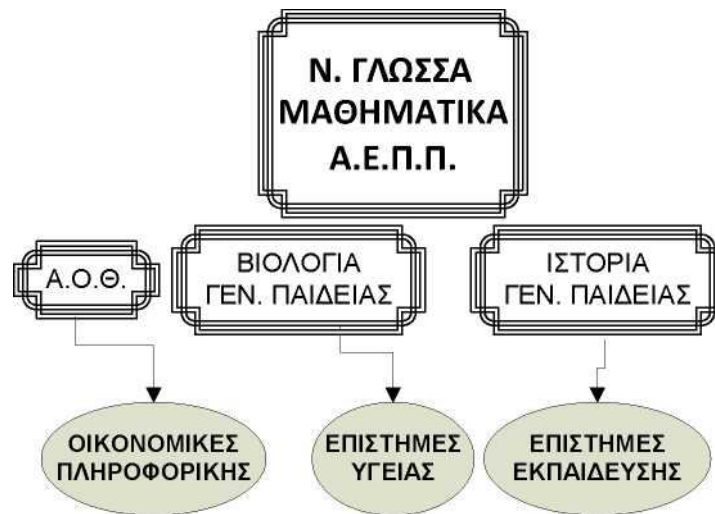 Ν. ΓΛΩΣΣΑ
ΜΑΘΗΜΑΤΙΚΑ
Α.Ε.Π.Π.
Α.Ο.Θ.
ΒΙΟΛΟΓΙΑ
ΓΕΝ. ΠΑΙΔΕΙΑΣ
ΙΣΤΟΡΙΑ
ΓΕΝ. ΠΑΙΔΕΙΑΣ
ΟΙΚΟΝΟΜΙΚΕΣ
ΠΛΗΡΟΦΟΡΙΚΗΣ
ΕΠΙΣΤΗΜΕΣ
ΥΓΕΙΑΣ
ΕΠΙΣΤΗΜΕΣ
ΕΚΠΑΙΔΕΥΣΗΣ